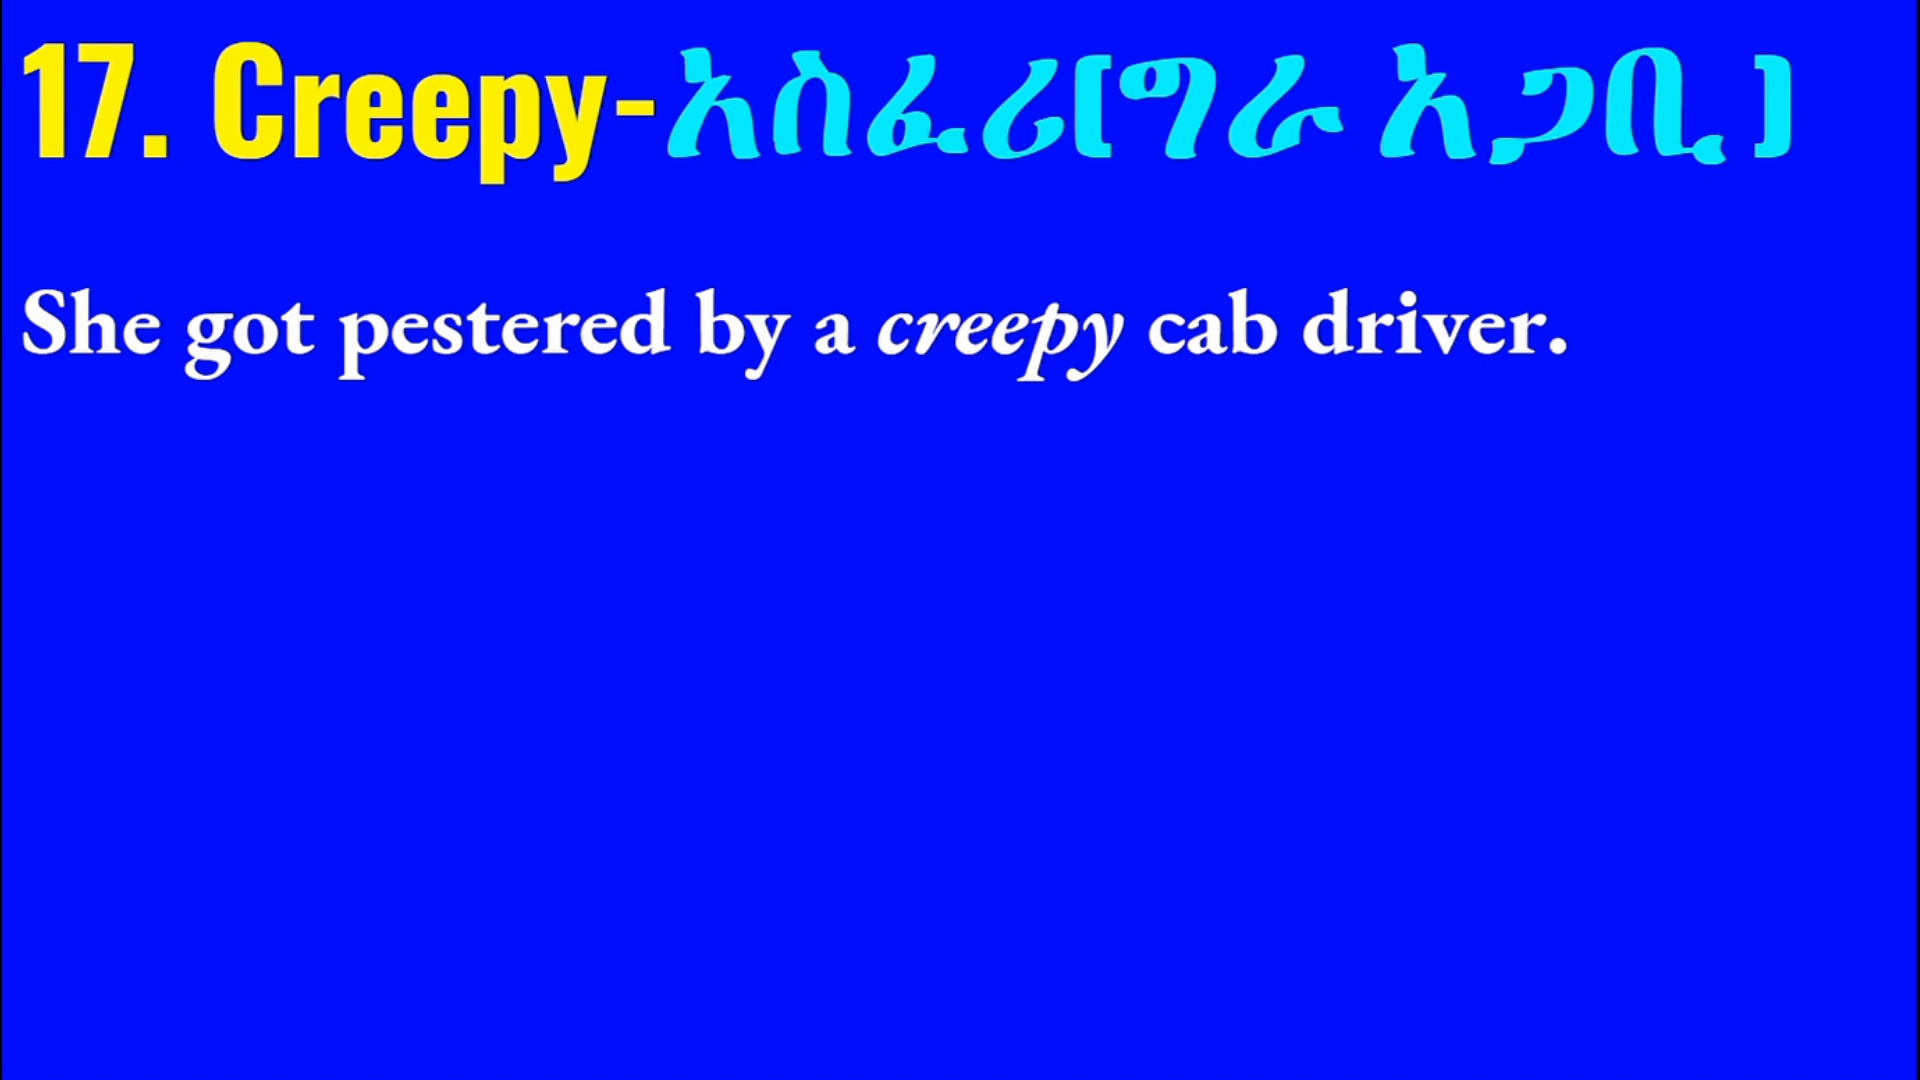 17. Creepy-አስፈሪ(ግራ አጋቢ )
She got pestered by a creepy cab driver.